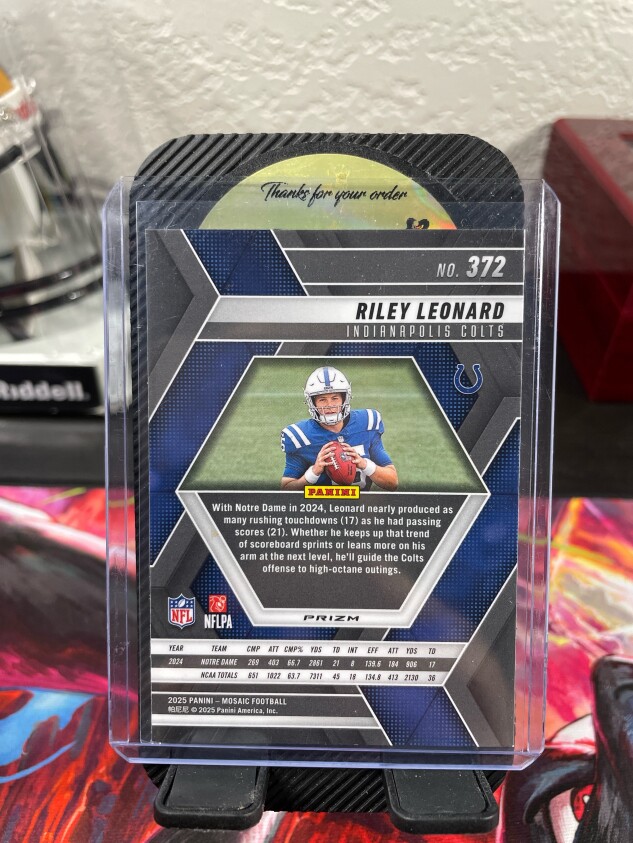 Thanks for your order
NO. 372
RILEY LEONARD
INDIANAPOLIS COLTS
PANINI
With Notre Dame in 2024, Leonard nearly produced as
many rushing touchdowns (17) as he had passing
scores (21). Whether he keeps up that trend
of scoreboard sprints or leans more on his
arm at the next level, he'll guide the Colts
offense to high-octane outings.
NFL
NFLPA
PRIZM
YEAR TEAM CMP ATT CMP% YDS TD INT EFF ATT YDS TD
2024 NOTRE DAME 269 403 66.7 2861 21 8 139.6 184 906 17
NCAA TOTALS 651 1022 63.7 7311 45 18 134.8 413 2130 36
2025 PANINI – MOSAIC FOOTBALL
帕尼尼 © 2025 Panini America, Inc.
Riddell